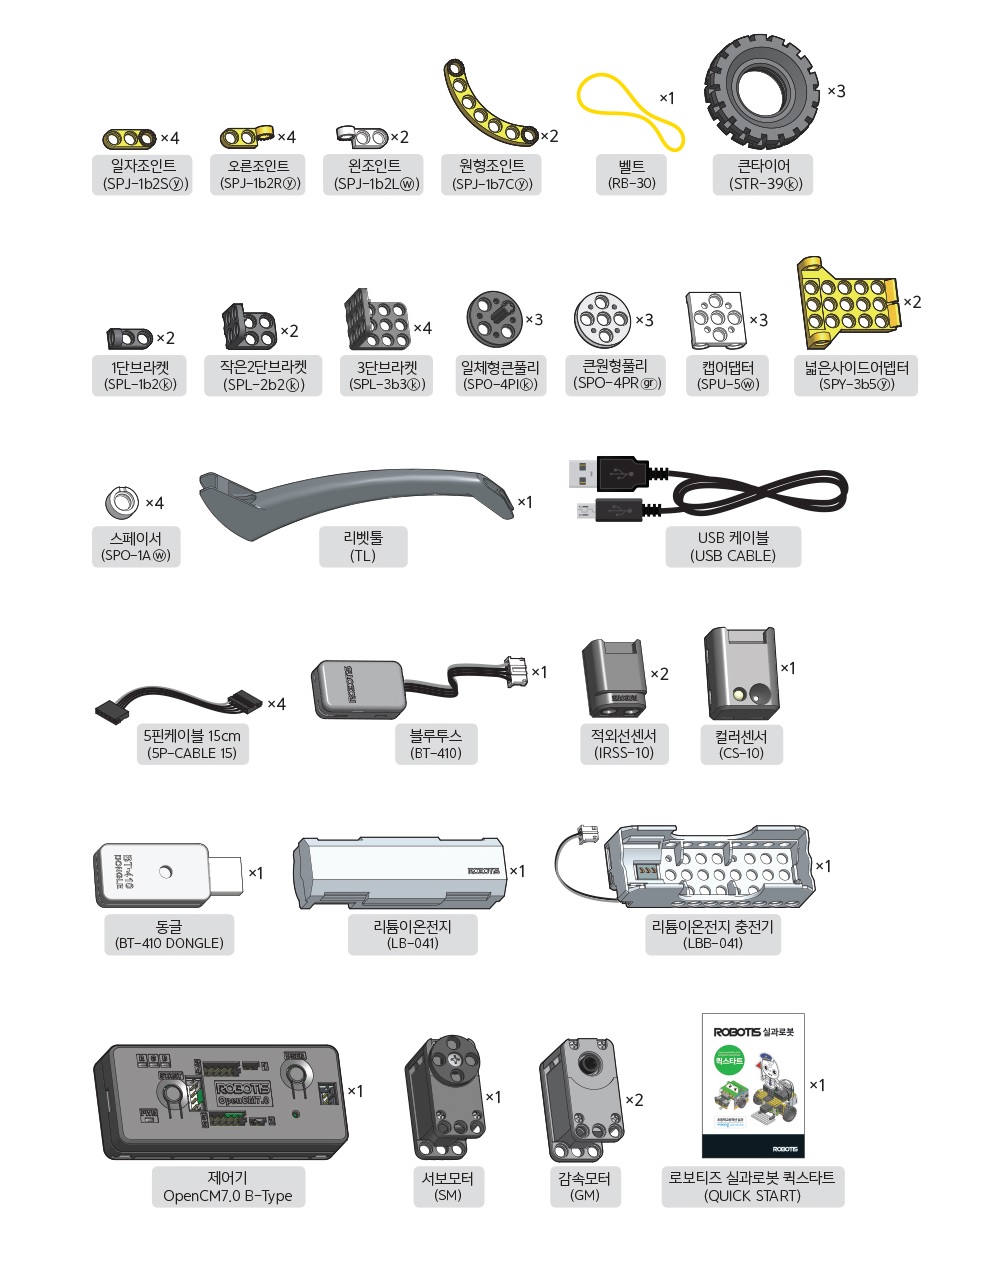 ×4
일자조인트
(SPJ-1b2Sⓨ)
×4
오른조인트
(SPJ-1b2Rⓨ)
×2
왼조인트
(SPJ-1b2Lⓦ)
×2
원형조인트
(SPJ-1b7Cⓨ)
×1
벨트
(RB-30)
×3
큰타이어
(STR-39ⓚ)
×2
1단브라켓
(SPL-1b2ⓚ)
×2
작은2단브라켓
(SPL-2b2ⓚ)
×4
3단브라켓
(SPL-3b3ⓚ)
×3
일체형큰풀리
(SPO-4PIⓚ)
×3
큰원형풀리
(SPO-4PRgr)
×3
캡어댑터
(SPU-5ⓦ)
×2
넓은사이드어뎁터
(SPY-3b5ⓨ)
×4
스페이서
(SPO-1Aⓦ)
×1
리벳툴
(TL)
USB 케이블
(USB CABLE)
×4
5핀케이블 15cm
(5P-CABLE 15)
ROBOTIS
×1
블루투스
(BT-410)
ROBOTIS
×2
적외선센서
(IRSS-10)
×1
컬러센서
(CS-10)
BT-410
DONGLE
×1
동글
(BT-410 DONGLE)
ROBOTIS
×1
리튬이온전지
(LB-041)
×1
리튬이온전지 충전기
(LBB-041)
START
USER
ROBOTIS
OpenCM7.0
PWR
×1
제어기
OpenCM7.0 B-Type
×1
서보모터
(SM)
×2
감속모터
(GM)
ROBOTIS 실과로봇
퀵스타트
ROBOTIS
×1
로보티즈 실과로봇 퀵스타트
(QUICK START)